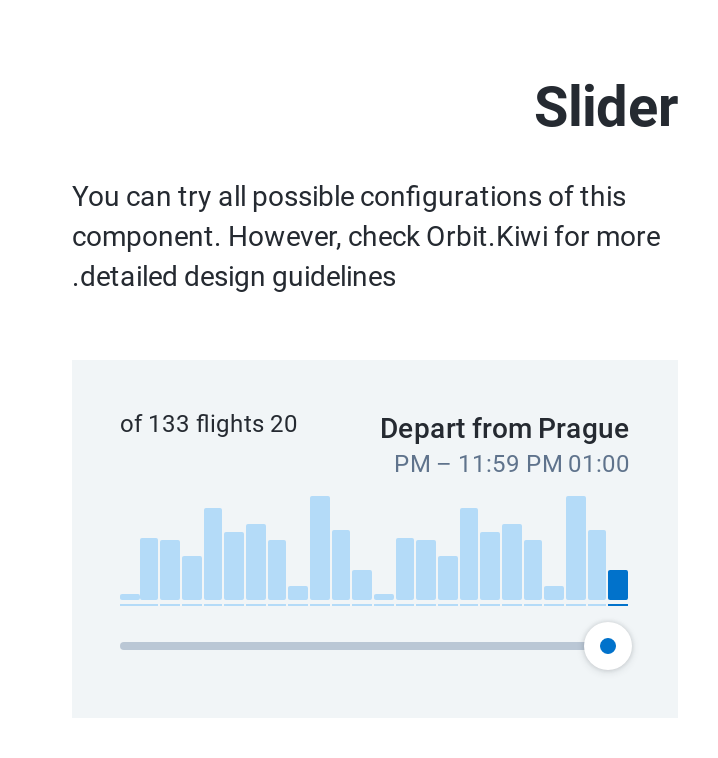 Slider
You can try all possible configurations of this
component. However, check Orbit.Kiwi for more
.detailed design guidelines
Depart from Prague
of 133 flights 20
PM – 11:59 PM 01:00